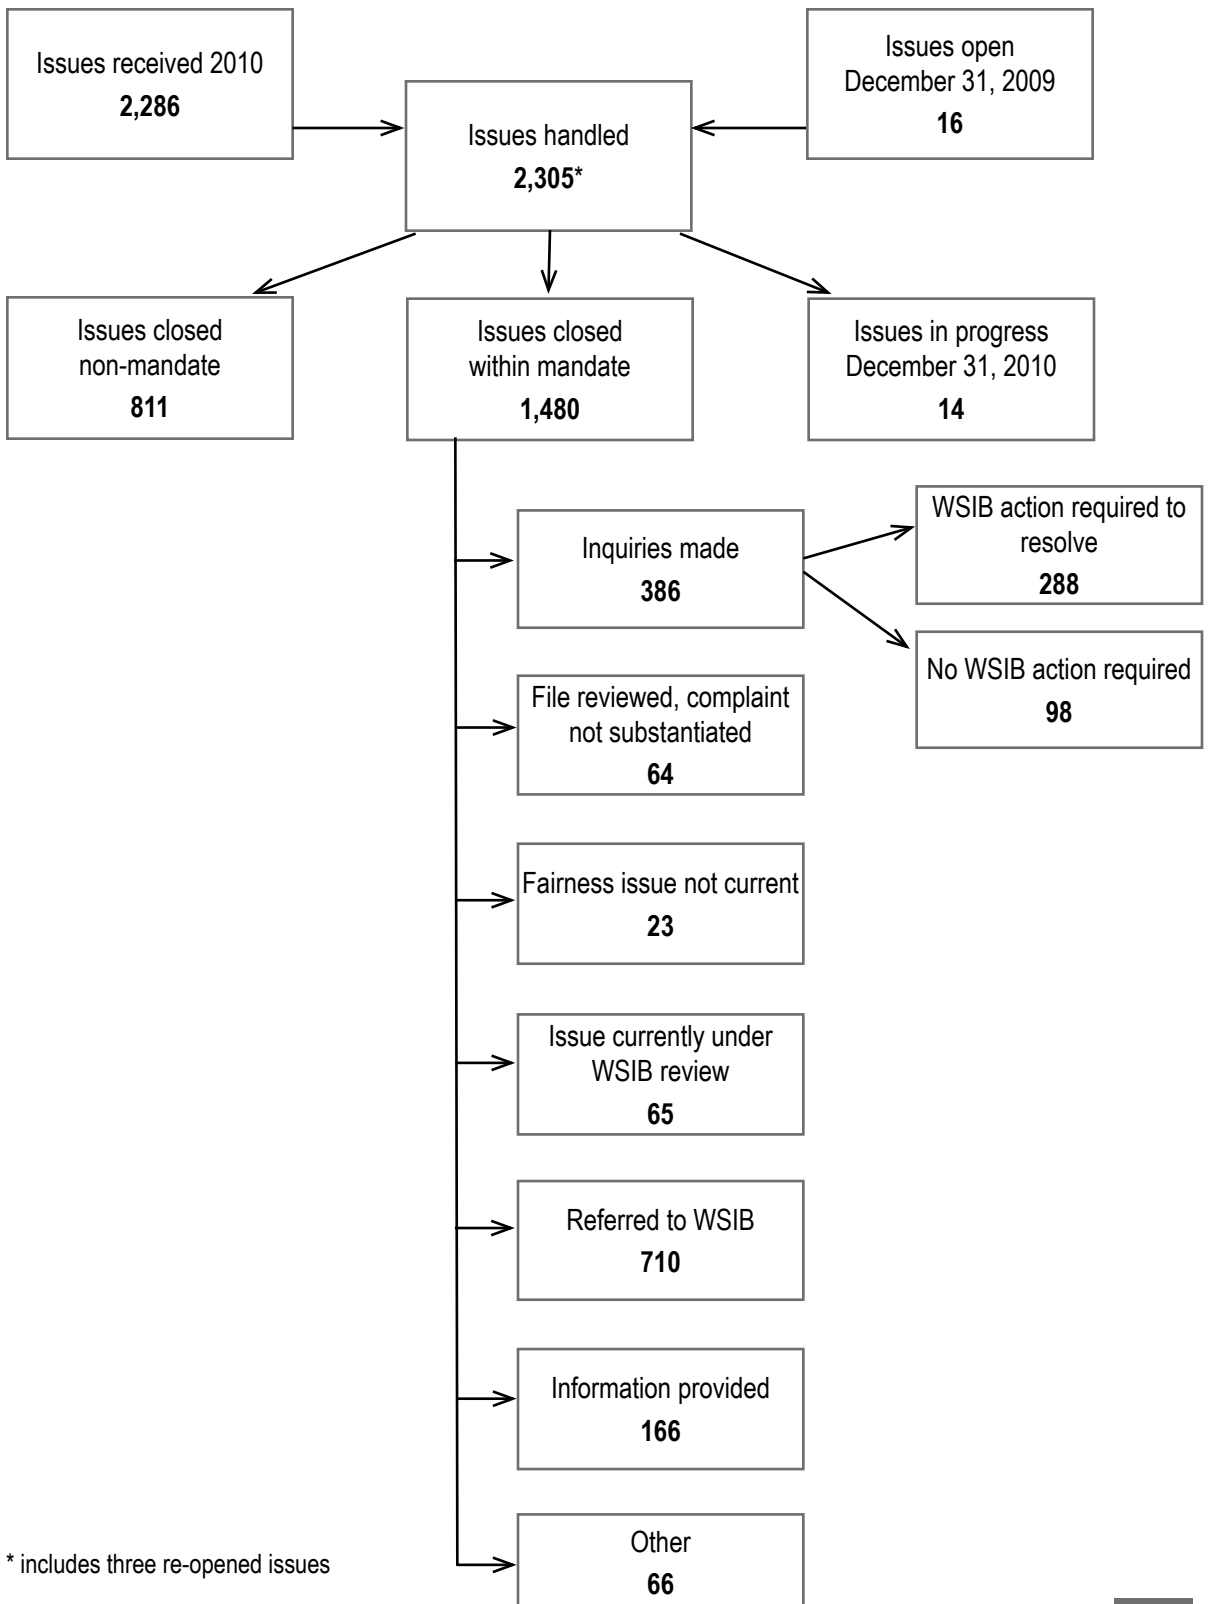 Issues received 2010
2,286
Issues open
December 31, 2009
16
Issues handled
2,305*
Issues closed
non-mandate
811
Issues closed
within mandate
1,480
Issues in progress
December 31, 2010
14
Inquiries made
386
WSIB action required to
resolve
288
No WSIB action required
98
File reviewed, complaint
not substantiated
64
Fairness issue not current
23
Issue currently under
WSIB review
65
Referred to WSIB
710
Information provided
166
Other
66
* includes three re-opened issues